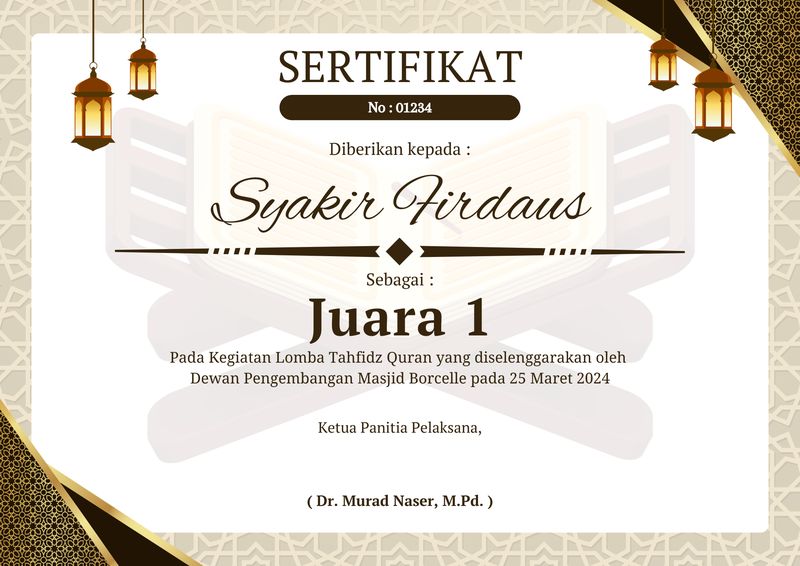 SERTIFIKAT
No : 01234
Diberikan kepada :
Syakir Firdaus
Sebagai :
Juara 1
Pada Kegiatan Lomba Tahfidz Quran yang diselenggarakan oleh
Dewan Pengembangan Masjid Borcelle pada 25 Maret 2024
Ketua Panitia Pelaksana,
( Dr. Murad Naser, M.Pd. )